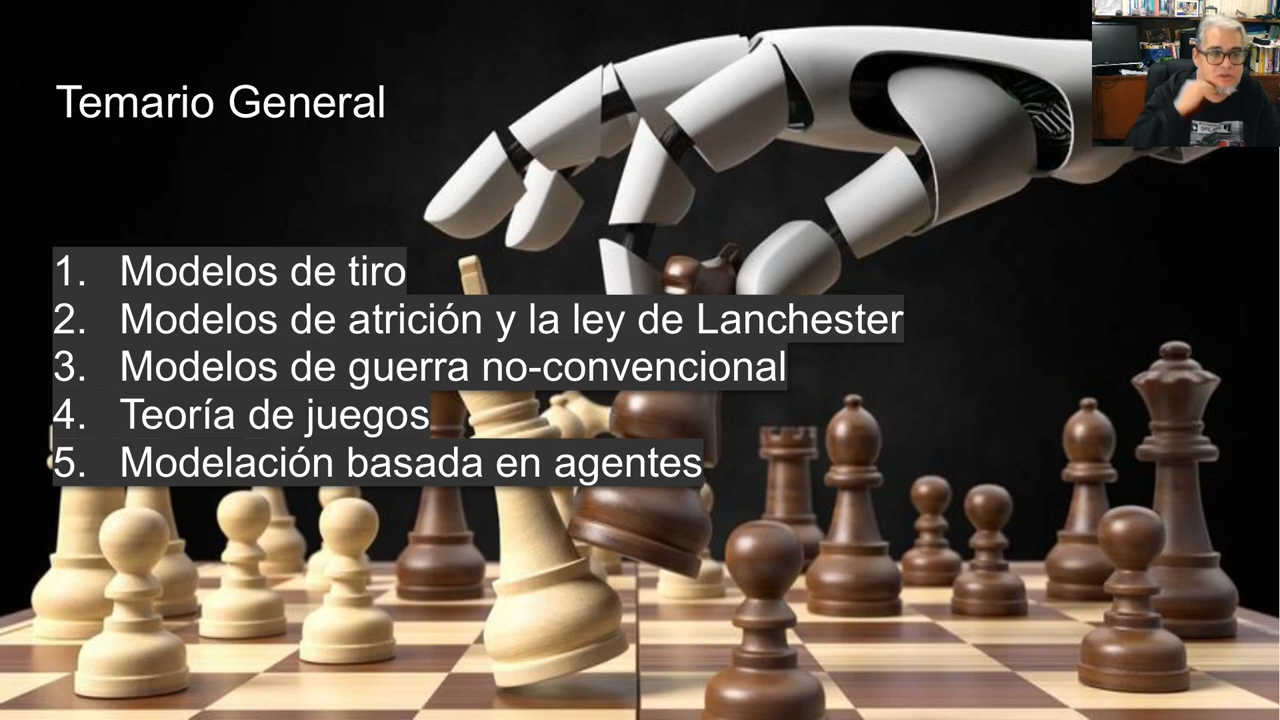 Temario General
1. Modelos de tiro
2. Modelos de atrición y la ley de Lanchester
3. Modelos de guerra no-convencional
4. Teoría de juegos
5. Modelación basada en agentes